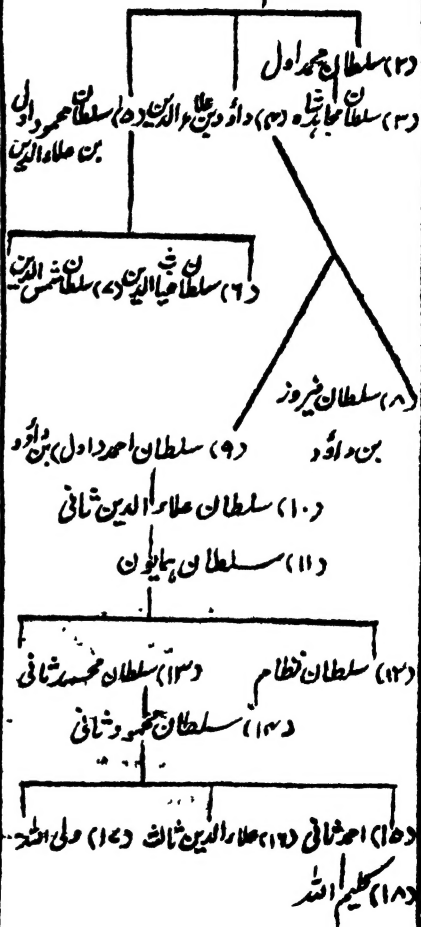 (۲) سلطان محمد اول
(۳) سلطان مجاہد شاہ (۴) داؤد بن علاء الدین (۵) سلطان محمود اول
بن علاء الدین
(۶) سلطان غیاث الدین (۷) سلطان شمس الدین
(۸) سلطان فیروز
بن داؤد
(۹) سلطان احمد (اول) بن داؤد
(۱۰) سلطان علاء الدین ثانی
(۱۱) سلطان ہمایون
(۱۲) سلطان نظام (۱۳) سلطان محمد ثانی
(۱۴) سلطان محمود ثانی
(۱۵) احمد ثانی (۱۶) علاء الدین ثالث (۱۷) ولی اللہ
(۱۸) کلیم اللہ